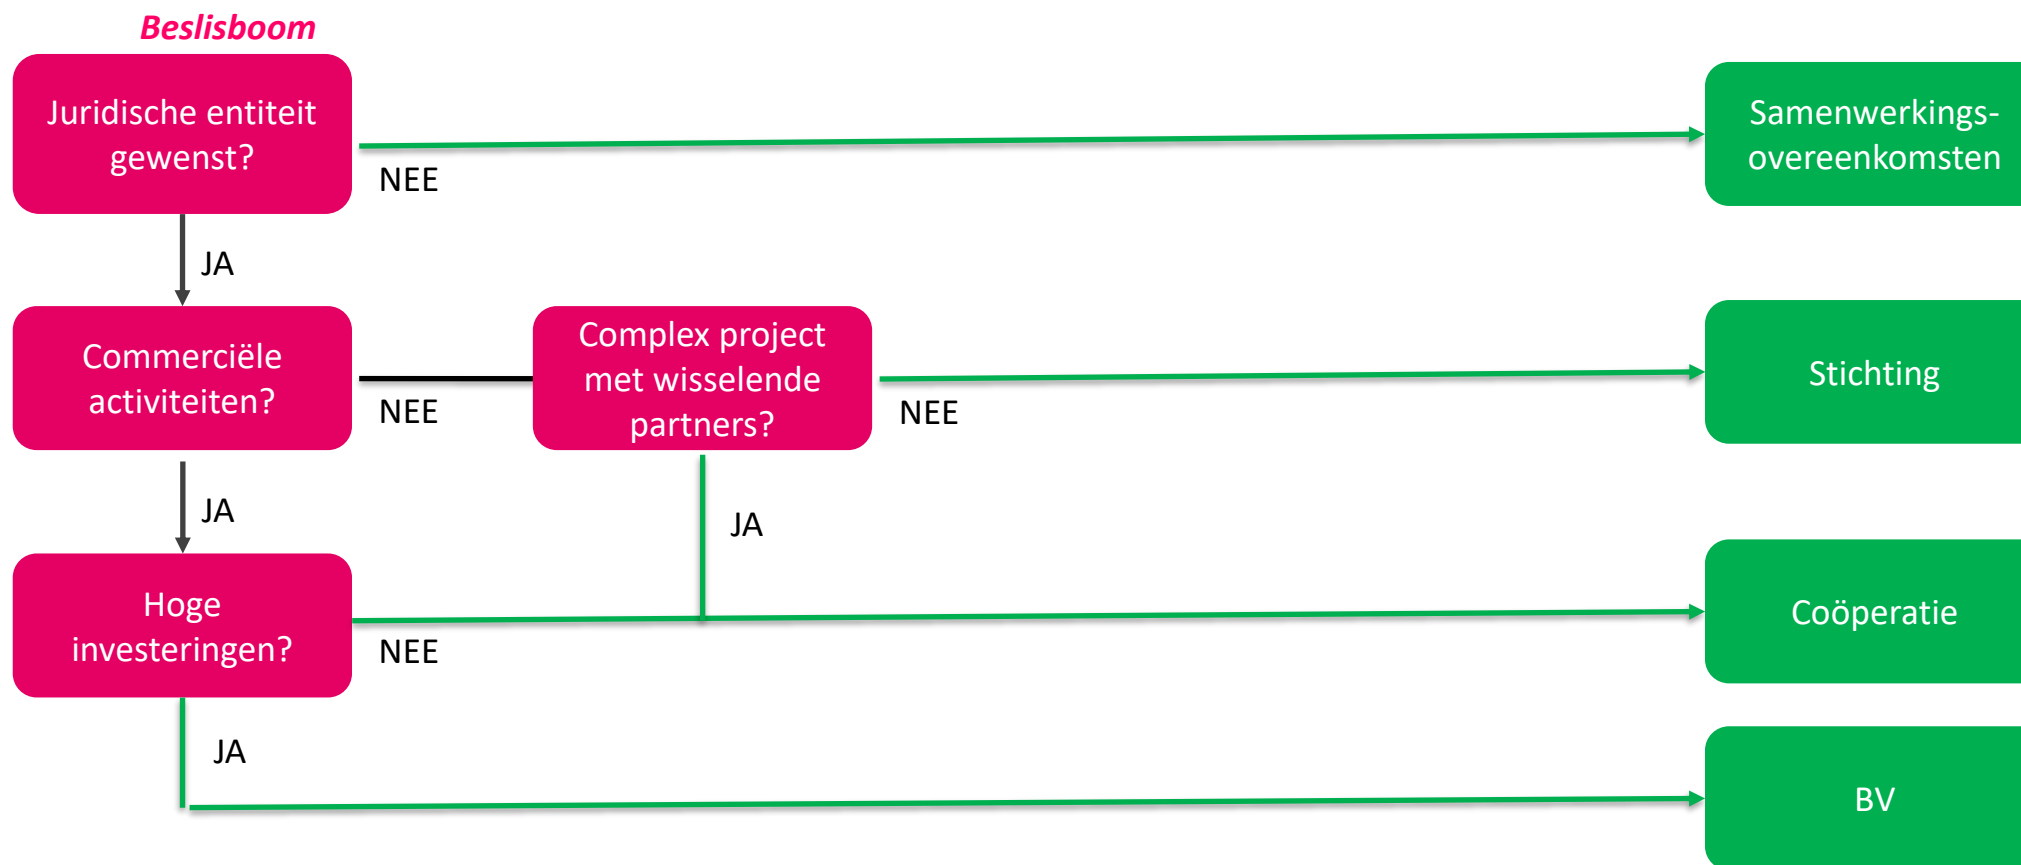 Beslisboom
Juridische entiteit
gewenst?
NEE
Samenwerkings-
overeenkomsten
JA
Commerciële
activiteiten?
NEE
Complex project
met wisselende
partners?
NEE
Stichting
JA
JA
Hoge
investeringen?
NEE
Coöperatie
JA
BV